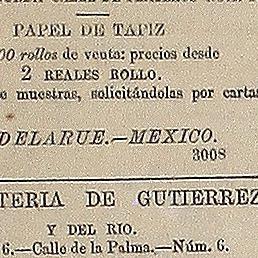 PAPEL DE TAPIZ
00 rollos de venta: precios desde
2 REALES ROLLO.
muestras, solicitándolas por cartas
DELARUE.—MEXICO.
3008
TERIA DE GUTIERREZ
Y DEL RIO.
6.—Calle de la Palma.—Núm. 6.